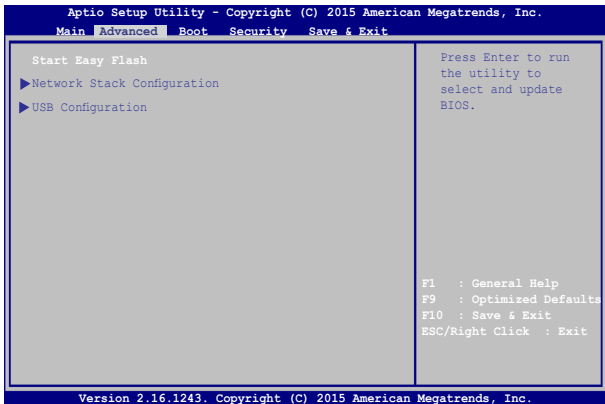 Aptio Setup Utility - Copyright (C) 2015 American Megatrends, Inc.
Main Advanced Boot Security Save & Exit
Start Easy Flash
Network Stack Configuration
USB Configuration
Press Enter to run
the utility to
select and update
BIOS.
F1 : General Help
F9 : Optimized Defaults
F10 : Save & Exit
ESC/Right Click : Exit
Version 2.16.1243. Copyright (C) 2015 American Megatrends, Inc.